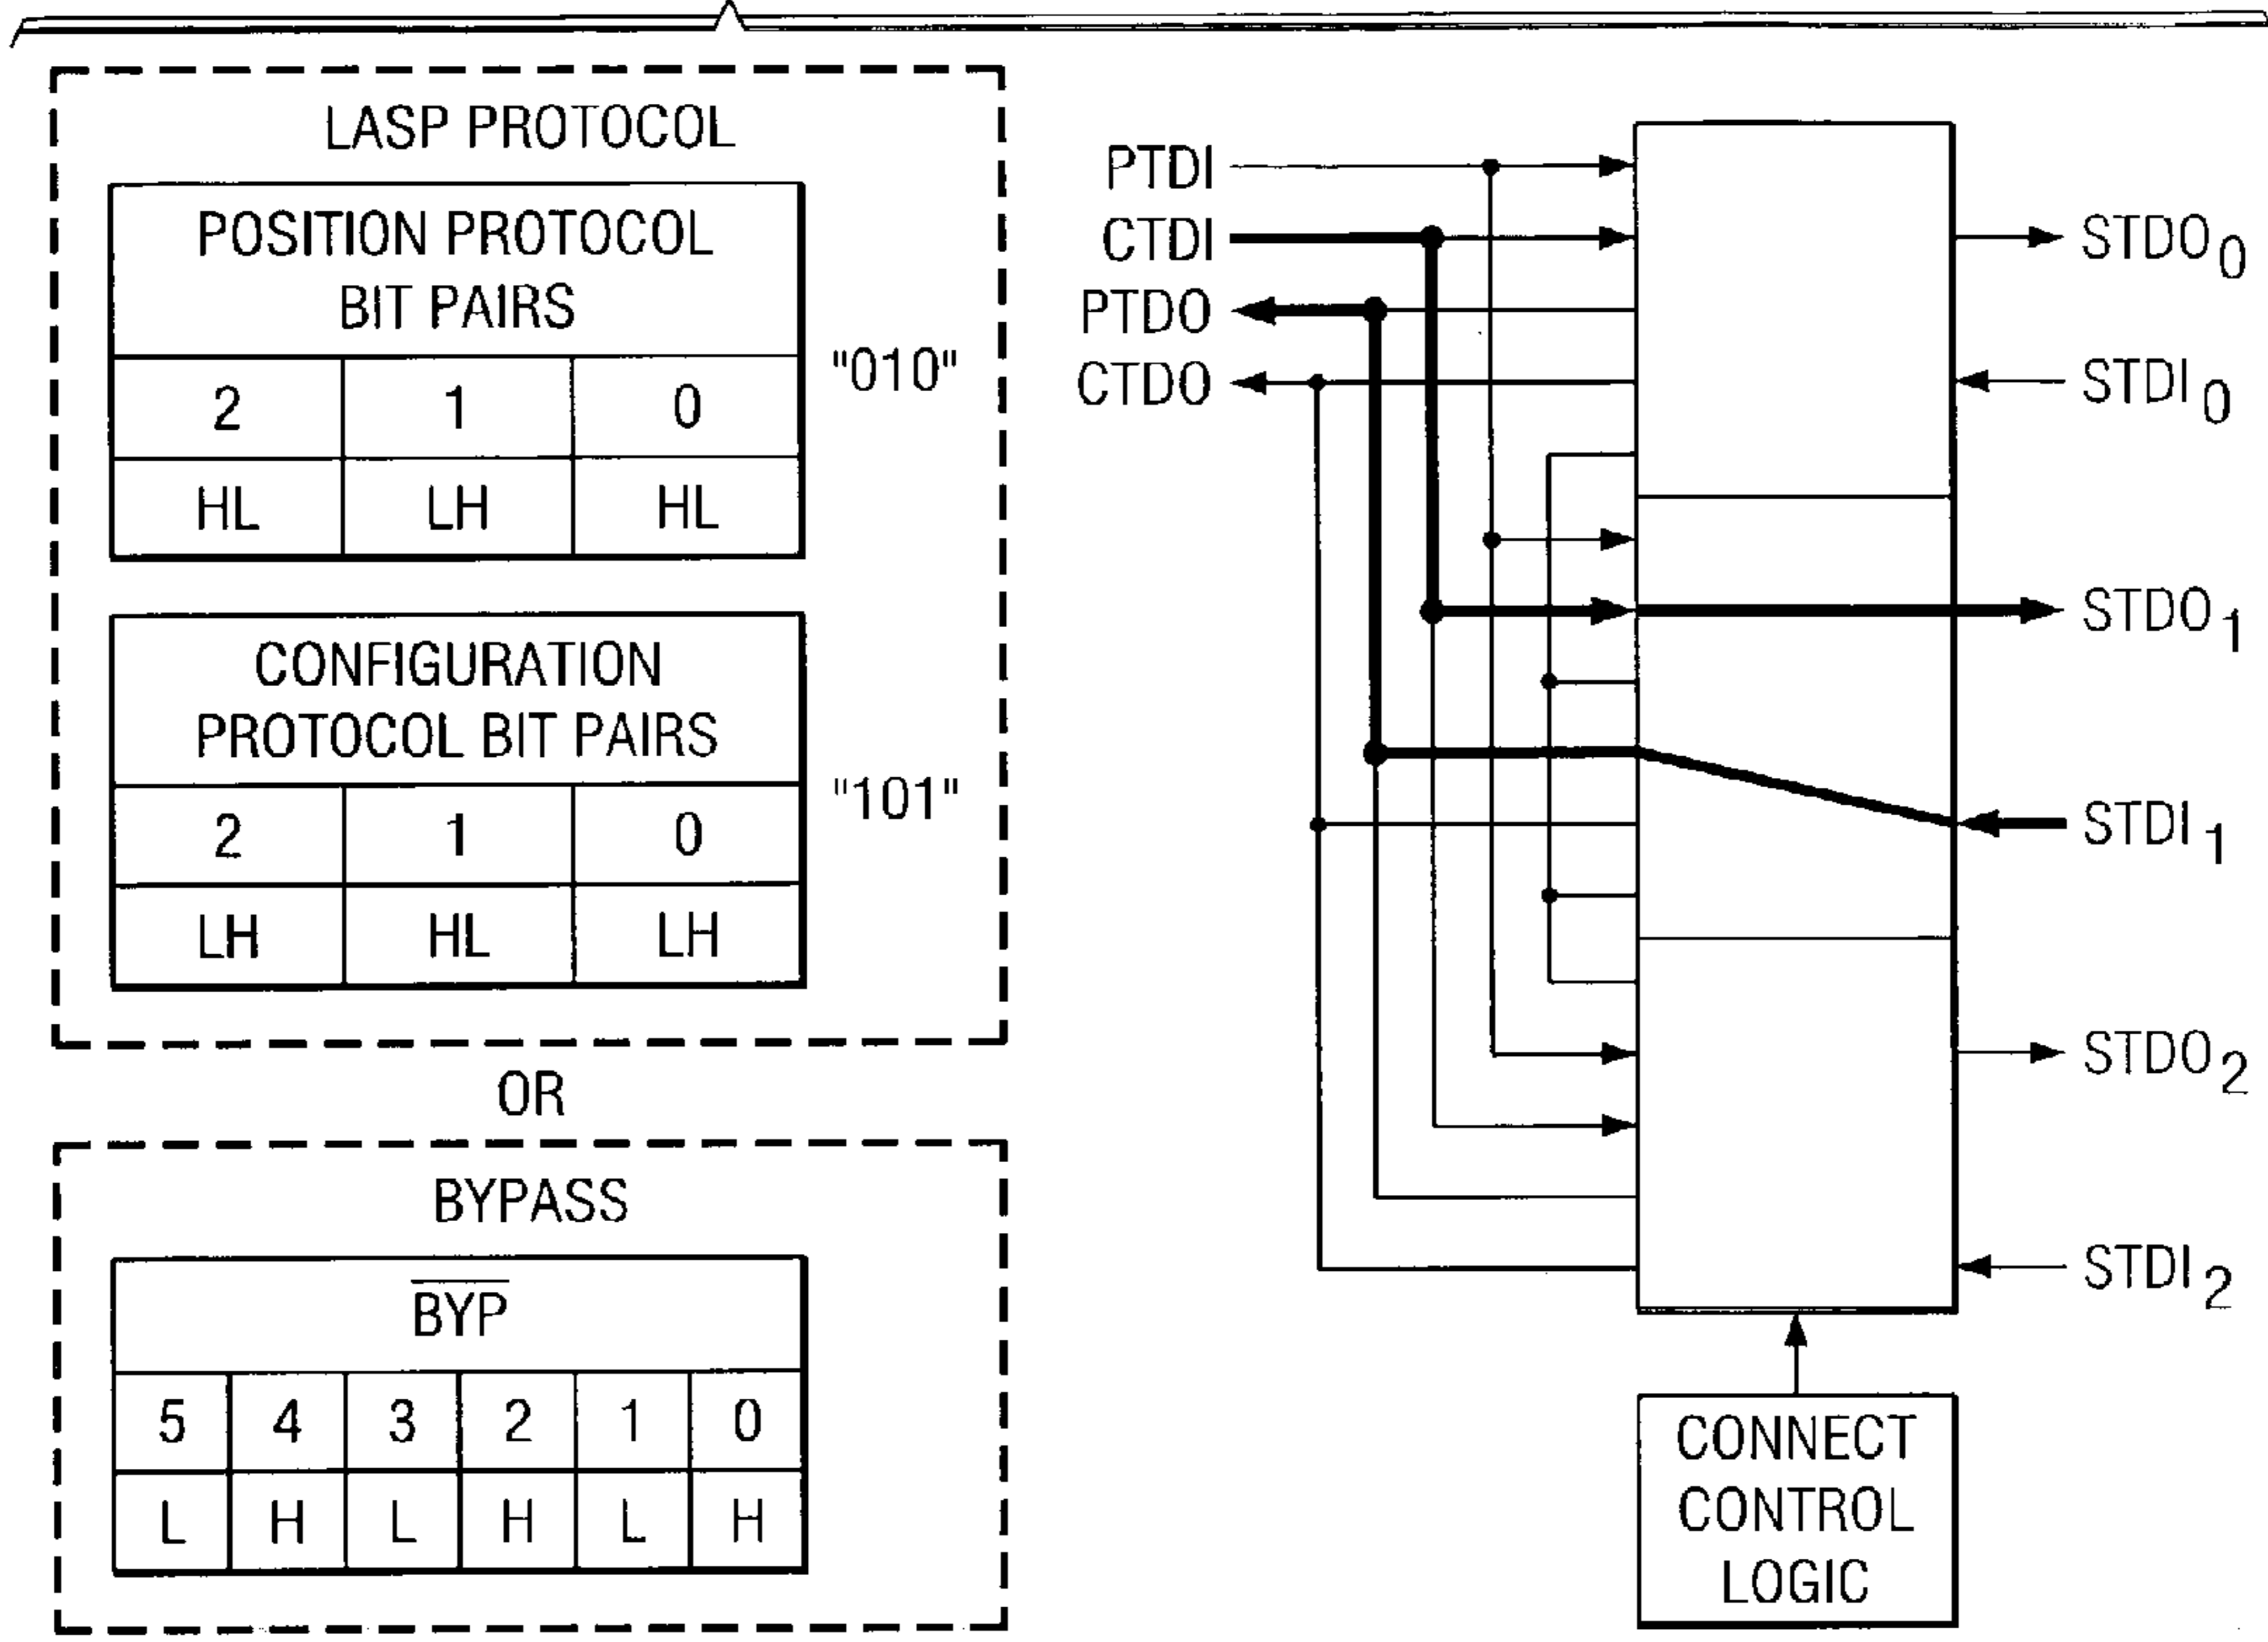 LASP PROTOCOL
POSITION PROTOCOL
BIT PAIRS
2 1 0
HL LH HL
"010"
CONFIGURATION
PROTOCOL BIT PAIRS
2 1 0
LH HL LH
"101"
OR
BYPASS
BYP
5 4 3 2 1 0
L H L H L H
PTDI
CTDI
PTDO
CTDO
STDO0
STDI0
STDO1
STDI1
STDO2
STDI2
CONNECT
CONTROL
LOGIC